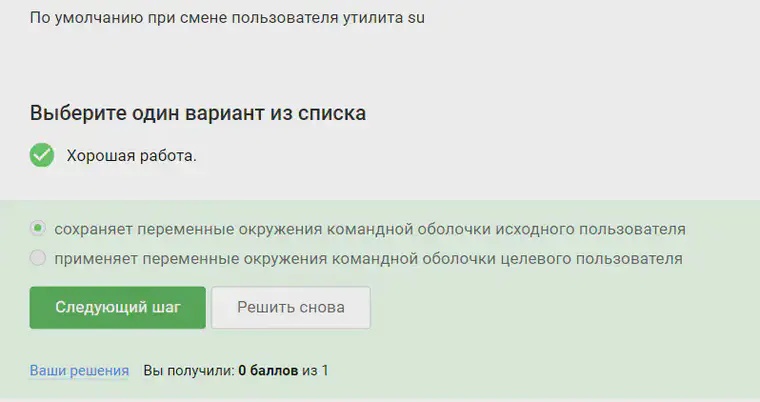 По умолчанию при смене пользователя утилита su
Выберите один вариант из списка
Хорошая работа.
сохраняет переменные окружения командной оболочки исходного пользователя
применяет переменные окружения командной оболочки целевого пользователя
Следующий шаг Решить снова
Ваши решения Вы получили: 0 баллов из 1